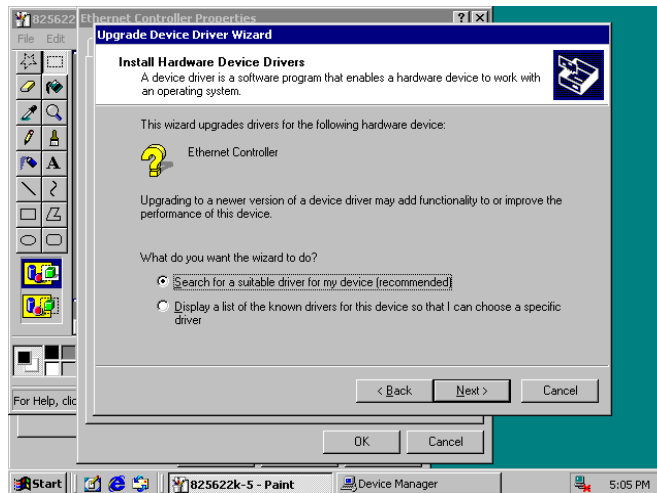 825622
File Edit
Ethernet Controller Properties
Upgrade Device Driver Wizard
Install Hardware Device Drivers
A device driver is a software program that enables a hardware device to work with
an operating system.
This wizard upgrades drivers for the following hardware device:
Ethernet Controller
Upgrading to a newer version of a device driver may add functionality to or improve the
performance of this device.
What do you want the wizard to do?
Search for a suitable driver for my device (recommended)
Display a list of the known drivers for this device so that I can choose a specific
driver
< Back Next > Cancel
A
For Help, clic
OK Cancel
Start 825622k-5 - Paint Device Manager 5:05 PM